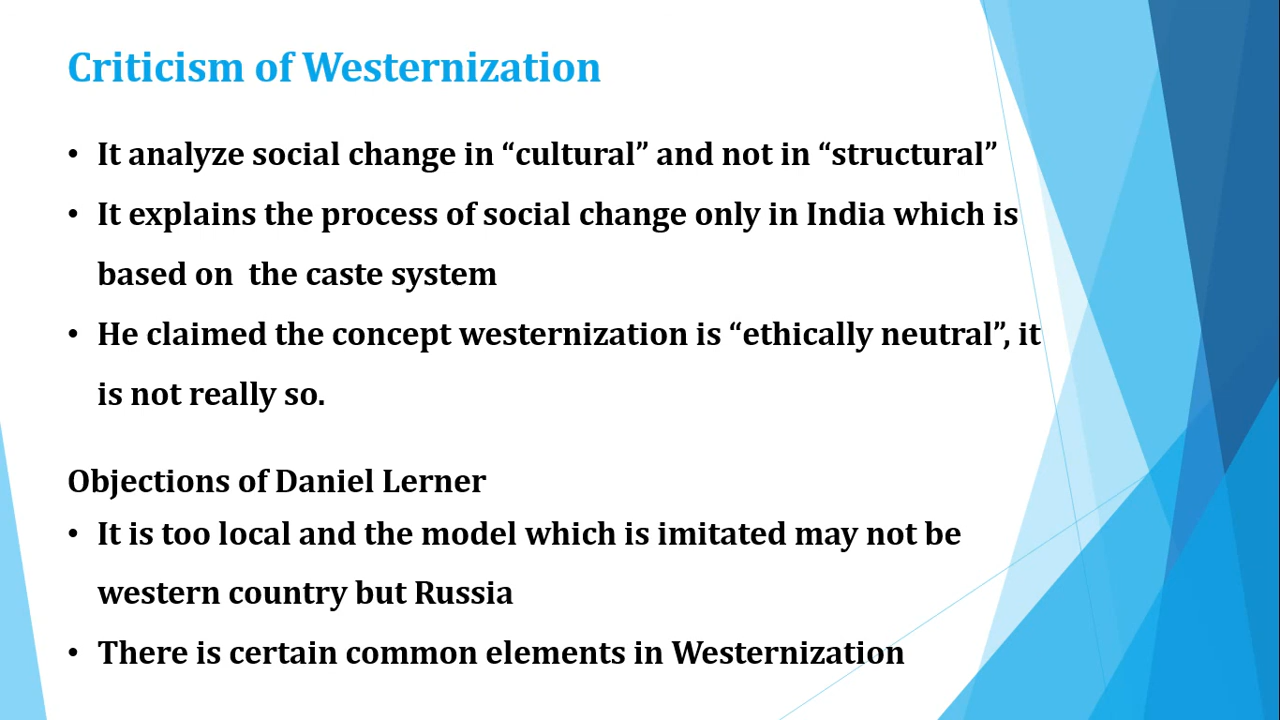 Criticism of Westernization
• It analyze social change in “cultural” and not in “structural”
• It explains the process of social change only in India which is
based on  the caste system
• He claimed the concept westernization is “ethically neutral”, it
is not really so.
Objections of Daniel Lerner
• It is too local and the model which is imitated may not be
western country but Russia
• There is certain common elements in Westernization